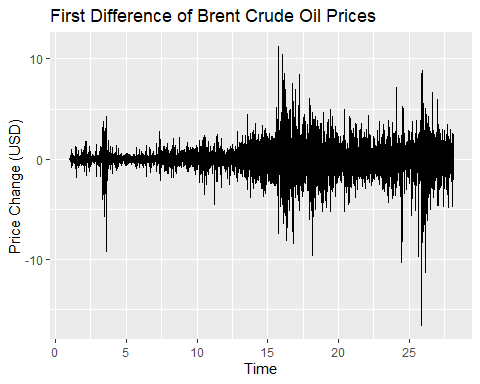 First Difference of Brent Crude Oil Prices
Price Change (USD)
10
0
-10
0 5 10 15 20 25
Time